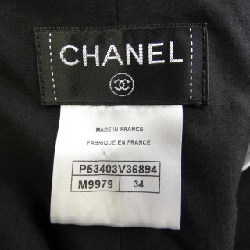 CHANEL
MADE IN FRANCE
FABRIQUE EN FRANCE
P53403V36894
M9979 34